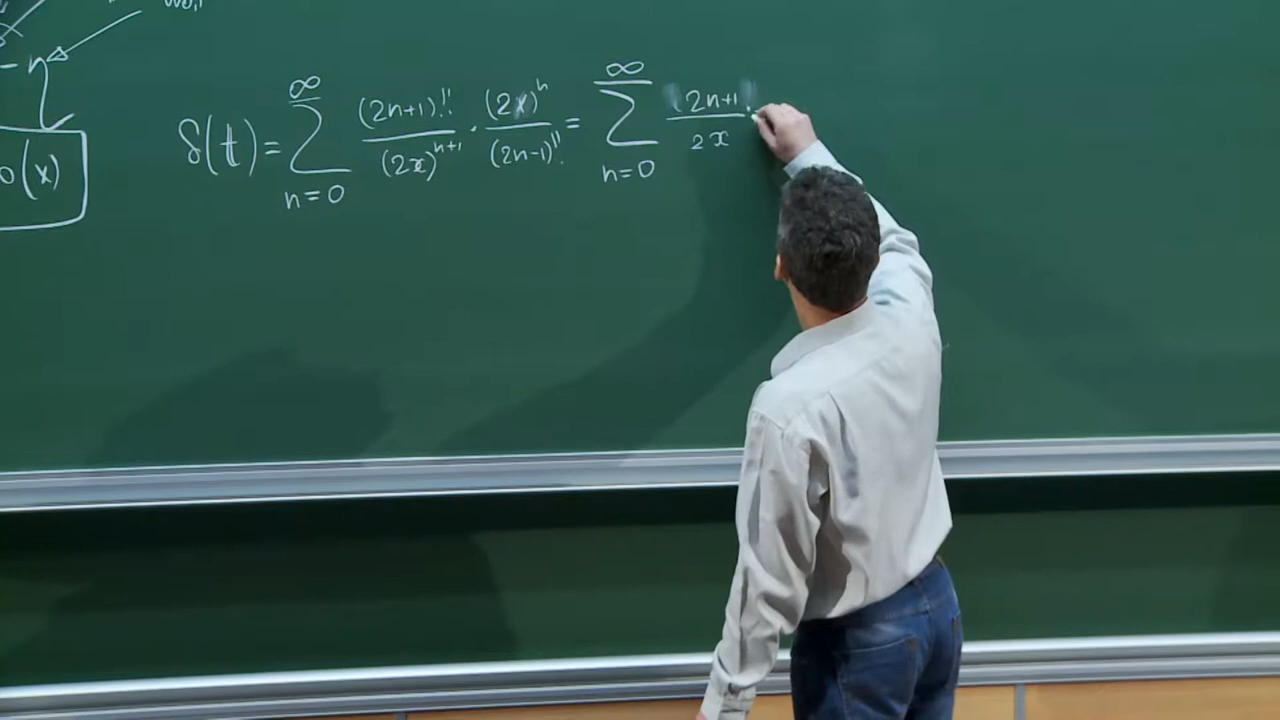 η
δ(t) = ∞∑n=0 (2n+1)!!/(2x)^(n+1) · (2x)^n/(2n-1)!! = ∞∑n=0 (2n+1!/2x
(x)